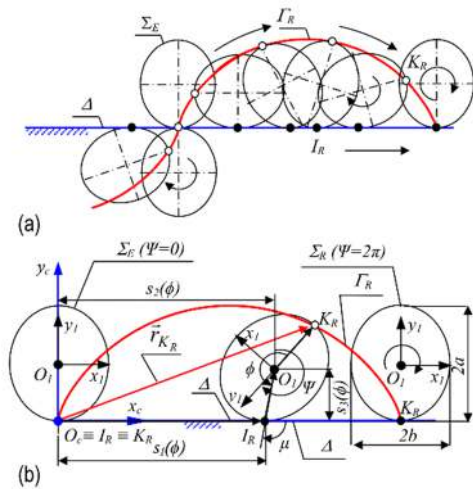 Σ_E
Γ_R
K_R
Δ
I_R
(a)
y_c
Σ_E (Ψ=0)
Σ_R (Ψ=2π)
s_2(ϕ)
Γ_R
K_R
y_1
r⃗_{K_R}
x_1
ϕ
O_1
x_1
O_1
Ψ
y_1
s_3(ϕ)
y_1
O_1
x_1
2a
x_c
Δ
K_R
O_c≡I_R≡K_R
I_R
μ
Δ
2b
s_1(ϕ)
(b)